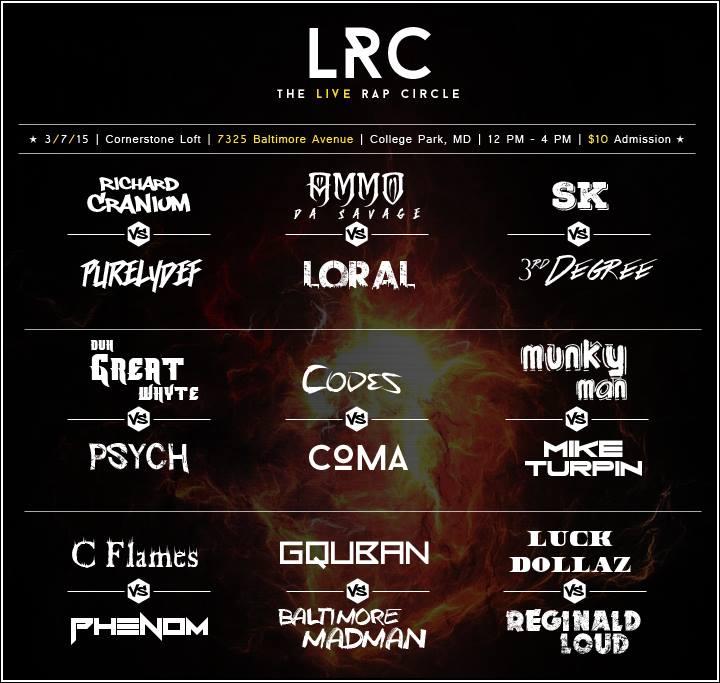 LRC
THE LIVE RAP CIRCLE
★ 3/7/15 | Cornerstone Loft | 7325 Baltimore Avenue | College Park, MD | 12 PM - 4 PM | $10 Admission ★
RICHARD
CRANIUM
VS
PURELYDEF
AMMO
DA SAVAGE
VS
LORAL
SK
VS
3RD DEGREE
DUH
GREAT
WHYTE
VS
PSYCH
CODES
VS
COMA
munky
man
VS
MIKE
TURPIN
C Flames
VS
PHENOM
GQUBAN
VS
BALTIMORE
MADMAN
LUCK
DOLLAZ
VS
REGINALD
LOUD